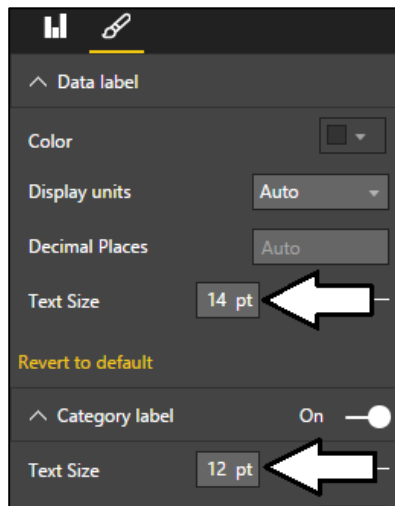 Data label
Color
Display units Auto
Decimal Places Auto
Text Size 14 pt
Revert to default
Category label On
Text Size 12 pt